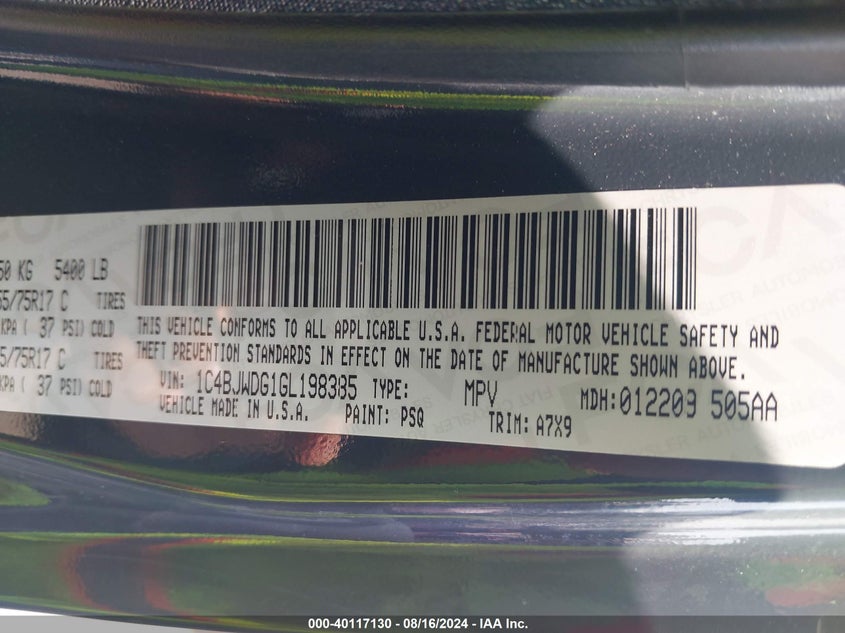 50 KG 5400 LB
5/75R17 C TIRES
KPA ( 37 PSI) COLD
5/75R17 C TIRES
KPA ( 37 PSI) COLD
THIS VEHICLE CONFORMS TO ALL APPLICABLE U.S.A. FEDERAL MOTOR VEHICLE SAFETY AND
THEFT PREVENTION STANDARDS IN EFFECT ON THE DATE OF MANUFACTURE SHOWN ABOVE.
VIN: 1C4BJWDG1GL198385 TYPE: MPV MDH:012209 505AA
VEHICLE MADE IN U.S.A. PAINT: PSQ TRIM: A7X9
000-40117130 - 08/16/2024 - IAA Inc.